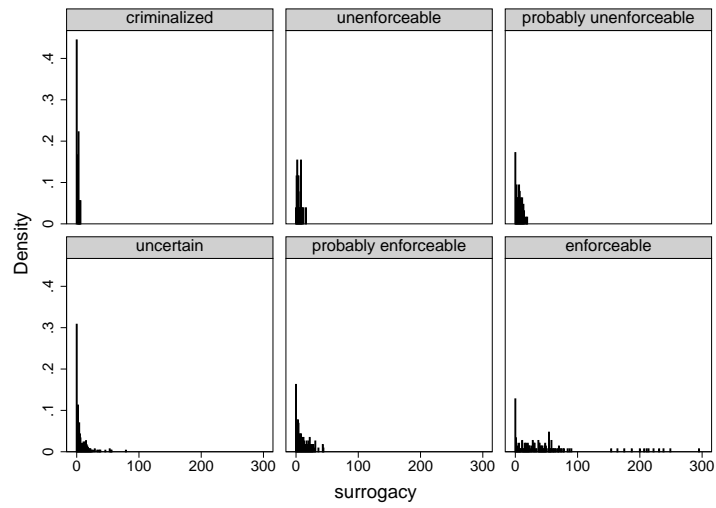 criminalized
unenforceable
probably unenforceable
.4
.3
.2
.1
0
uncertain
probably enforceable
enforceable
.4
.3
.2
.1
0
0 100 200 300
0 100 200 300
0 100 200 300
Density
surrogacy